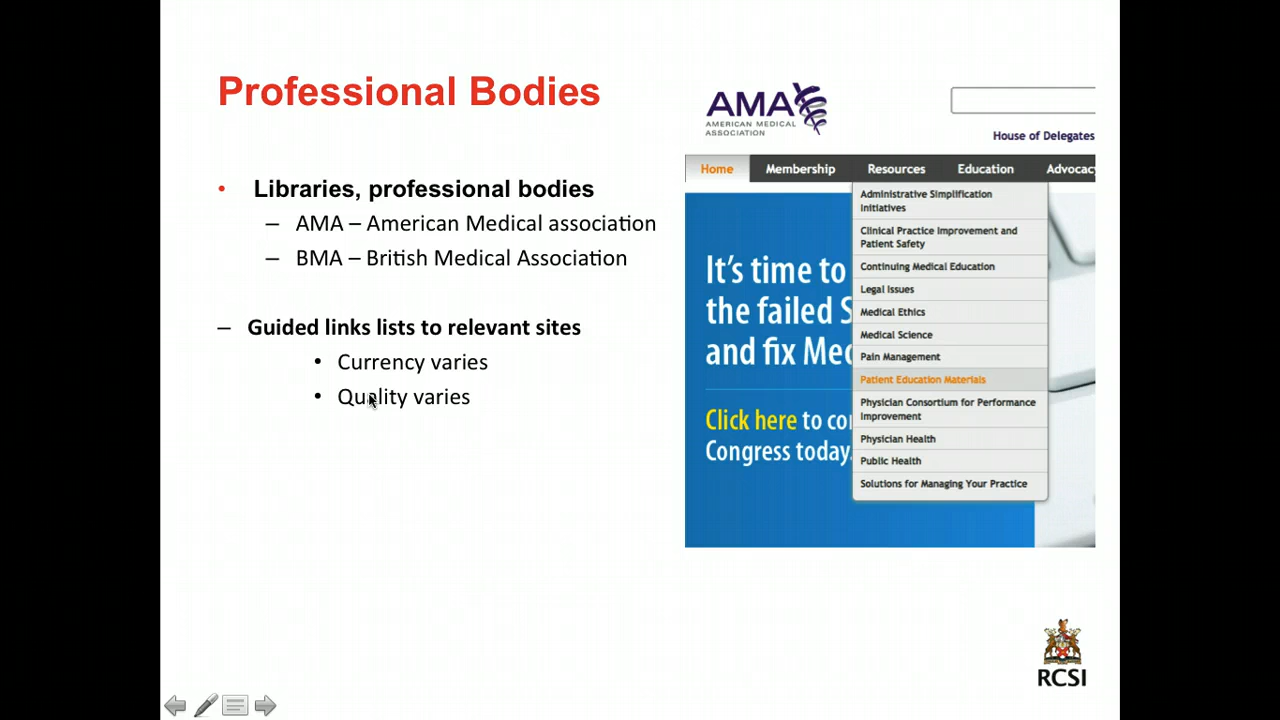 Professional Bodies
• Libraries, professional bodies
– AMA – American Medical association
– BMA – British Medical Association
– Guided links lists to relevant sites
• Currency varies
• Quality varies
AMA
AMERICAN MEDICAL
ASSOCIATION
House of Delegates
Home Membership Resources Education Advocac
Administrative Simplification
Initiatives
Clinical Practice Improvement and
Patient Safety
Continuing Medical Education
Legal Issues
Medical Ethics
Medical Science
Pain Management
Patient Education Materials
Physician Consortium for Performance
Improvement
Physician Health
Public Health
Solutions for Managing Your Practice
It's time to
the failed S
and fix Med
Click here to co
Congress today.
RCSI